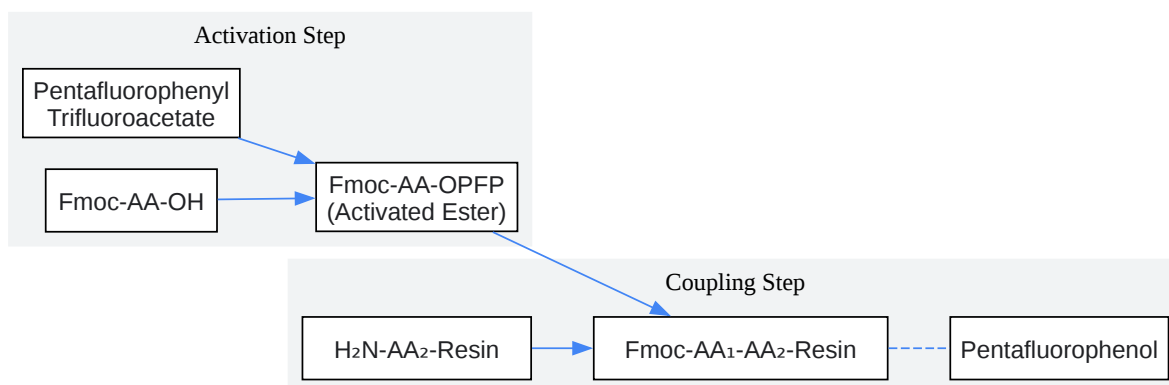 Activation Step
Pentafluorophenyl
Trifluoroacetate
Fmoc-AA-OH
Fmoc-AA-OPFP
(Activated Ester)
Coupling Step
H₂N-AA₂-Resin
Fmoc-AA₁-AA₂-Resin
Pentafluorophenol